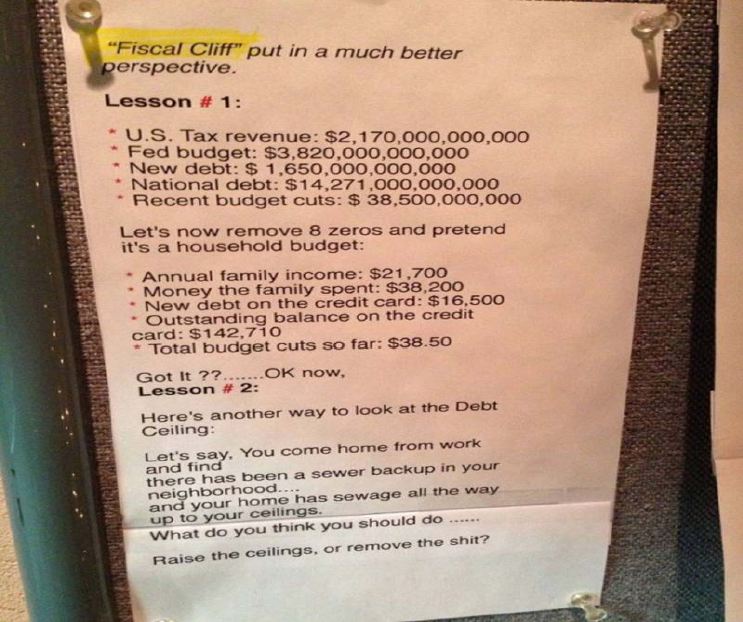 "Fiscal Cliff" put in a much better
perspective.
Lesson # 1:
* U.S. Tax revenue: $2,170,000,000,000
* Fed budget: $3,820,000,000,000
* New debt: $ 1,650,000,000,000
* National debt: $14,271,000,000,000
* Recent budget cuts: $ 38,500,000,000
Let's now remove 8 zeros and pretend
it's a household budget:
* Annual family income: $21,700
* Money the family spent: $38,200
* New debt on the credit card: $16,500
* Outstanding balance on the credit
card: $142,710
* Total budget cuts so far: $38.50
Got It ??.......OK now,
Lesson # 2:
Here's another way to look at the Debt
Ceiling:
Let's say, You come home from work
and find
there has been a sewer backup in your
neighborhood....
and your home has sewage all the way
up to your ceilings.
What do you think you should do ......
Raise the ceilings, or remove the shit?